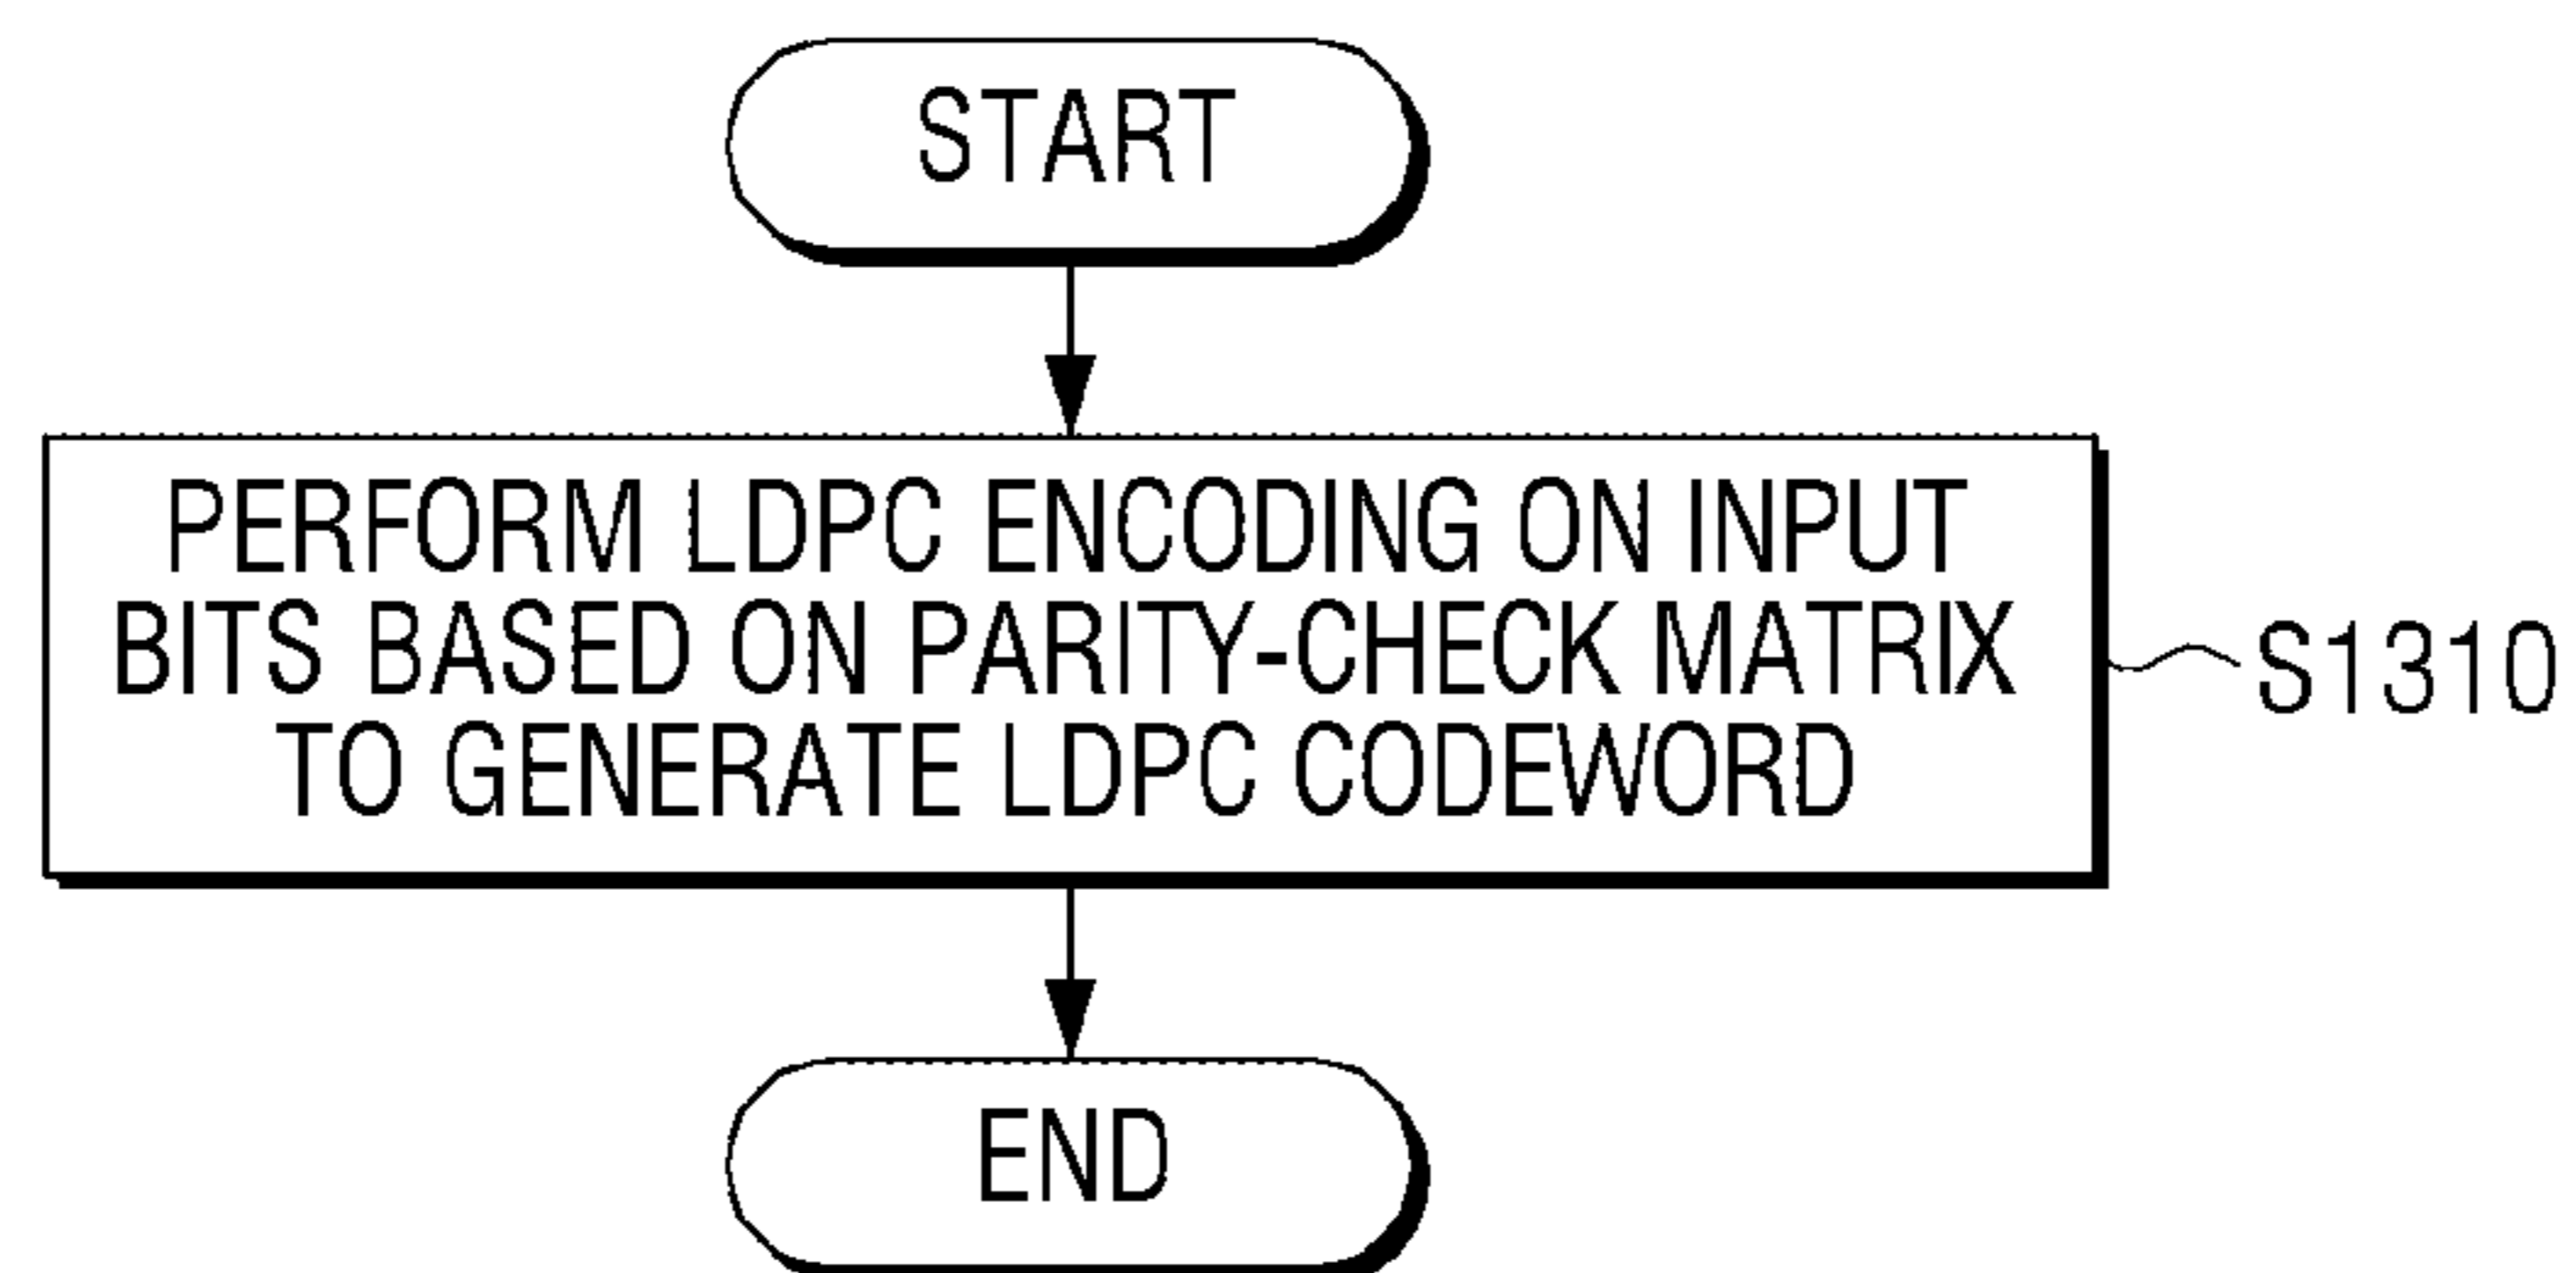 START
PERFORM LDPC ENCODING ON INPUT
BITS BASED ON PARITY-CHECK MATRIX
TO GENERATE LDPC CODEWORD
S1310
END